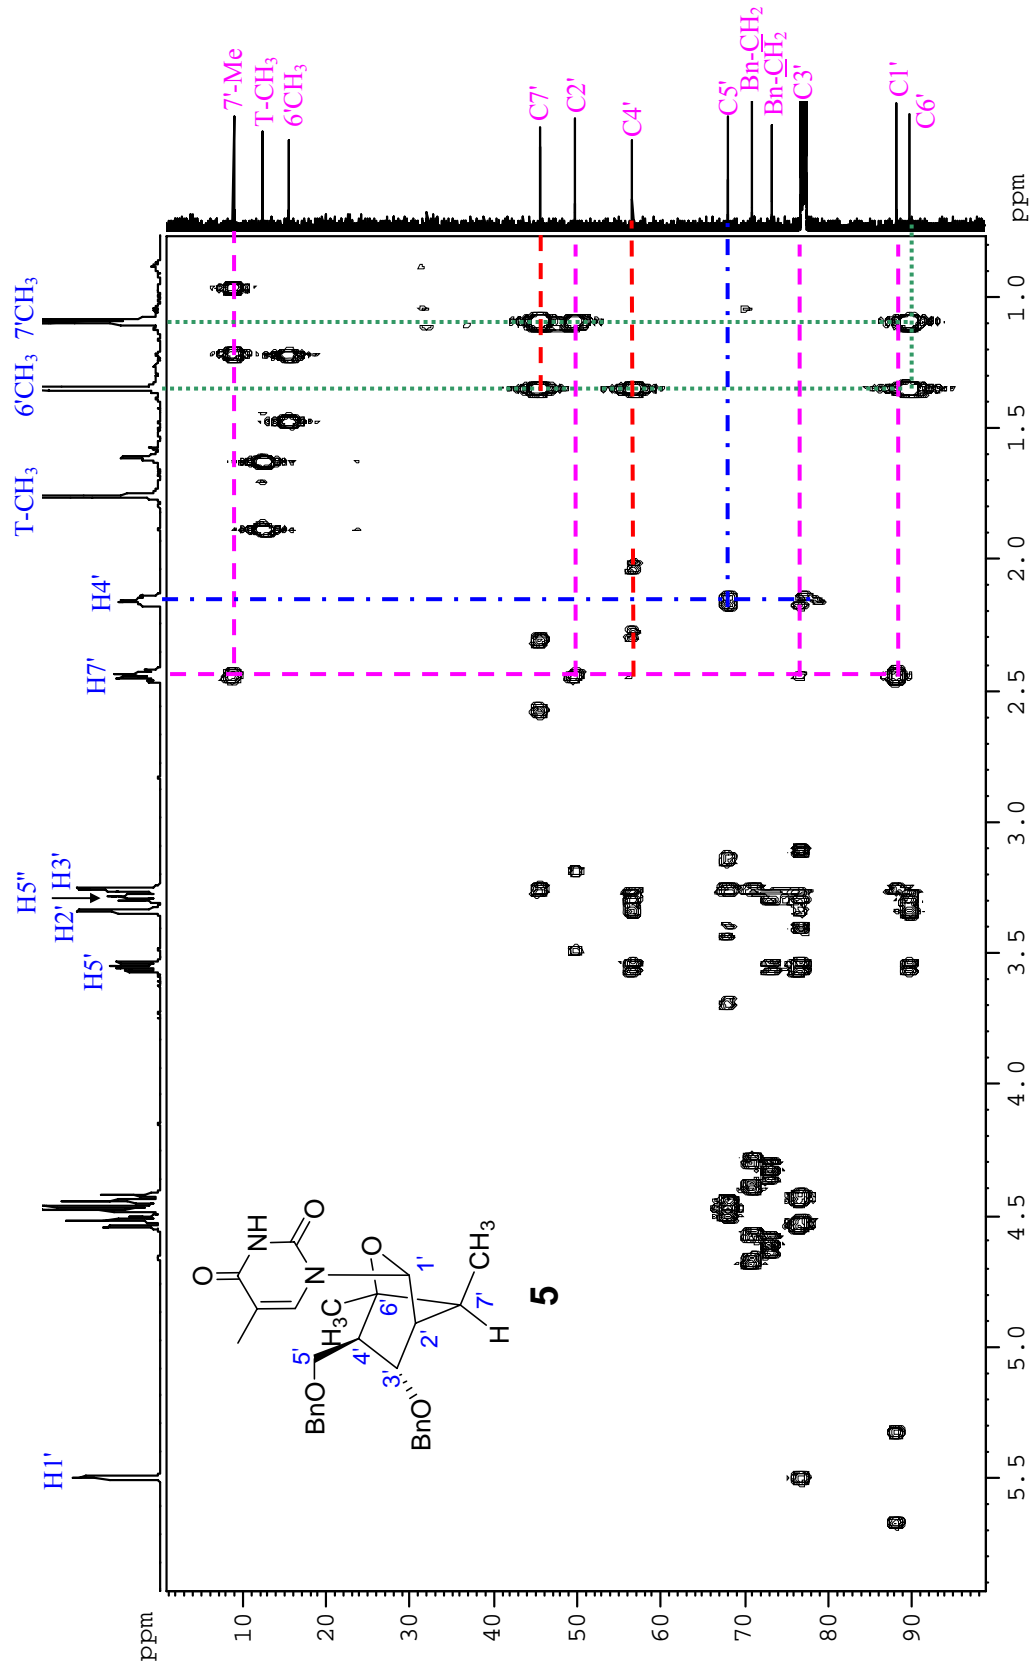 H1'
H5'
H2'
H5''
H3'
H7'
H4'
T-CH3
6'CH3
7'CH3
7'-Me
T-CH3
6'CH3
C7'
C2'
C4'
C5'
Bn-CH2
Bn-CH2
C3'
C1'
C6'
ppm
10
20
30
40
50
60
70
80
90
ppm
1.0
1.5
2.0
2.5
3.0
3.5
4.0
4.5
5.0
5.5
O
NH
O
N
O
1'
H3C
6'
CH3
7'
H
2'
4'
5'
3'
BnO
BnO
5